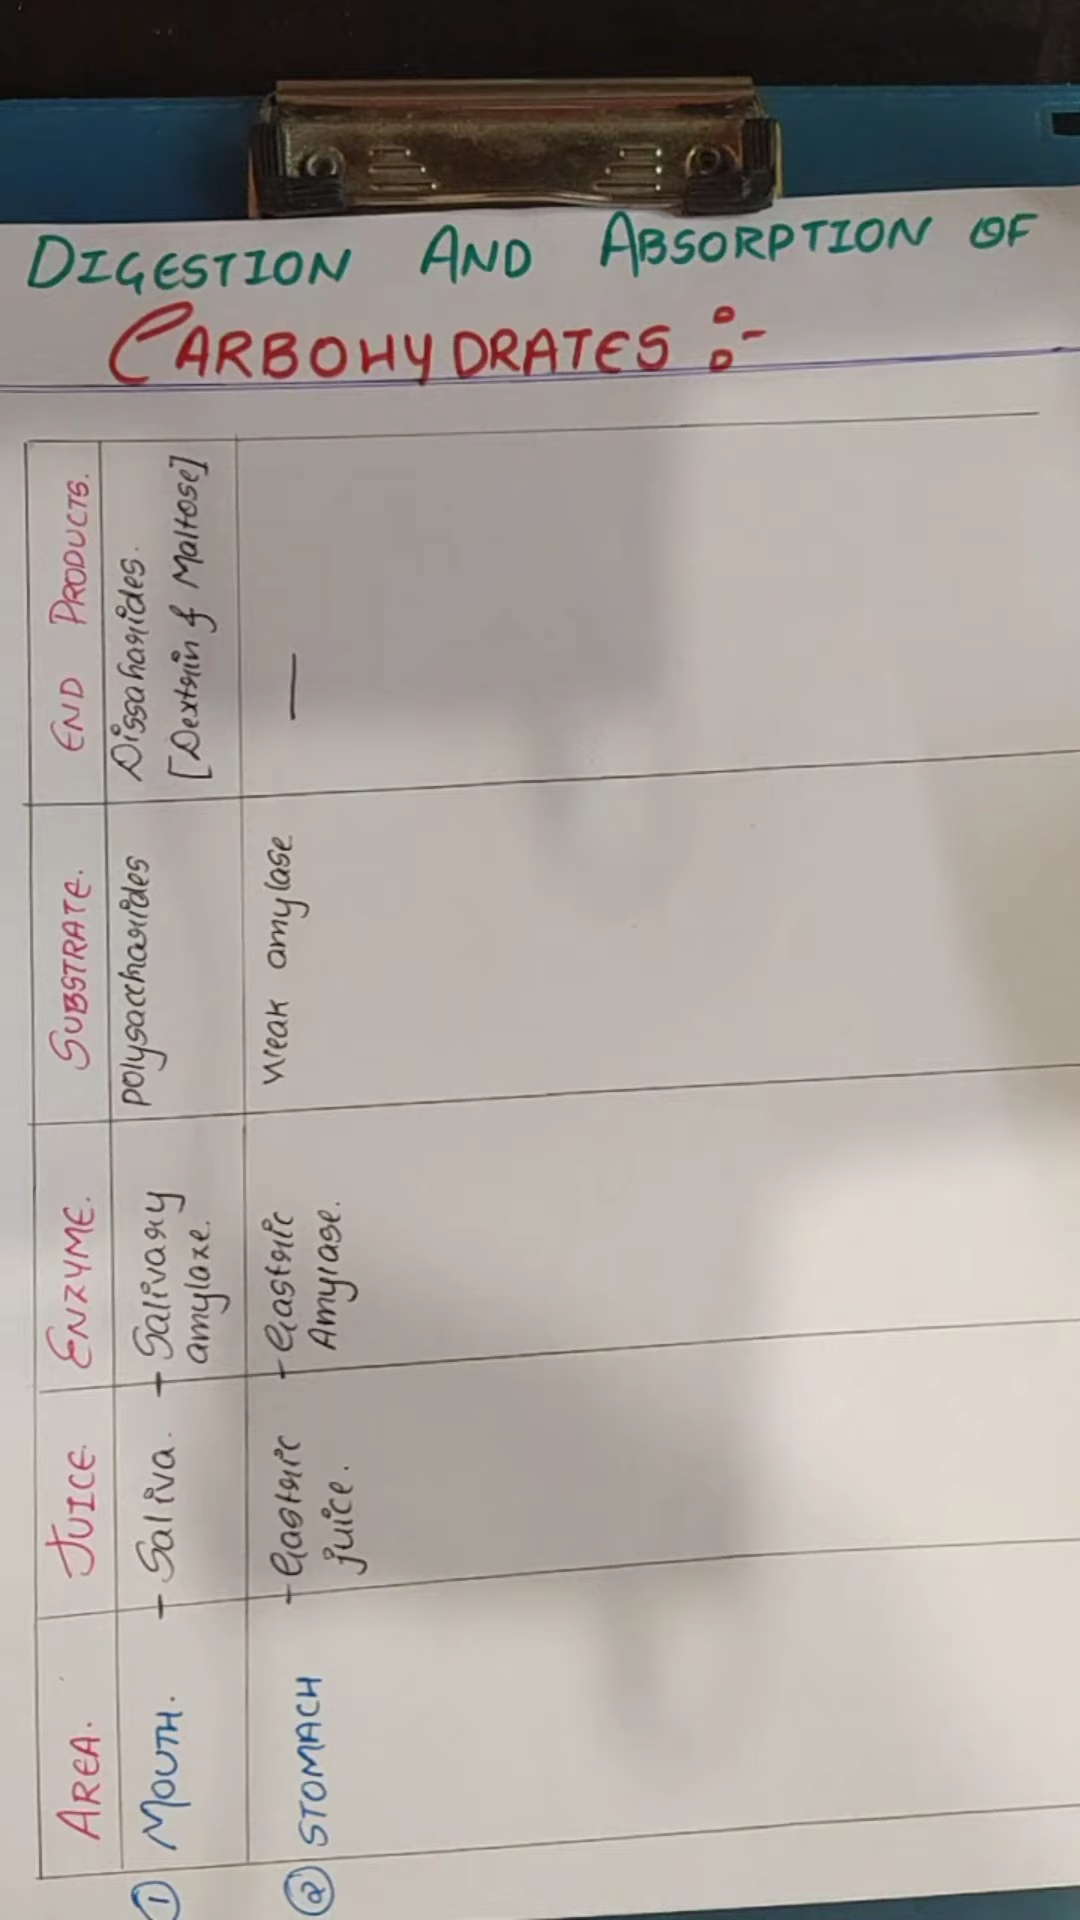 DIGESTION AND ABSORPTION OF
CARBOHYDRATES :-
AREA. JUICE. ENZYME. SUBSTRATE. END PRODUCTS.
① MOUTH. - Saliva. - Salivary amylaxe. polysaccharides Dissaharides. [Dextrin & Maltose]
② STOMACH - Gastric juice. - Gastric Amylase. Weak amylase —